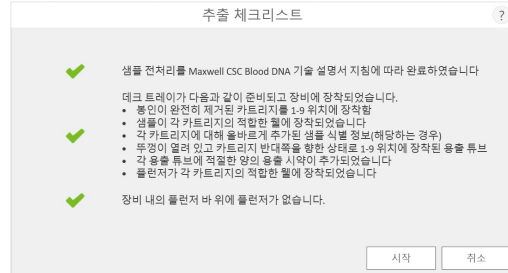 추출 체크리스트
?
샘플 전처리를 Maxwell CSC Blood DNA 기술 설명서 지침에 따라 완료하였습니다
데크 트레이가 다음과 같이 준비되고 장비에 장착되었습니다.
• 봉인이 완전히 제거된 카트리지를 1-9 위치에 장착함
• 샘플이 각 카트리지의 적합한 웰에 장착되었습니다
• 각 카트리지에 대해 올바르게 추가된 샘플 식별 정보(해당하는 경우)
• 뚜껑이 열려 있고 카트리지 반대쪽을 향한 상태로 1-9 위치에 장착된 용출 튜브
• 각 용출 튜브에 적절한 양의 용출 시약이 추가되었습니다
• 플런저가 각 카트리지의 적합한 웰에 장착되었습니다
장비 내의 플런저 바 위에 플런저가 없습니다.
시작
취소